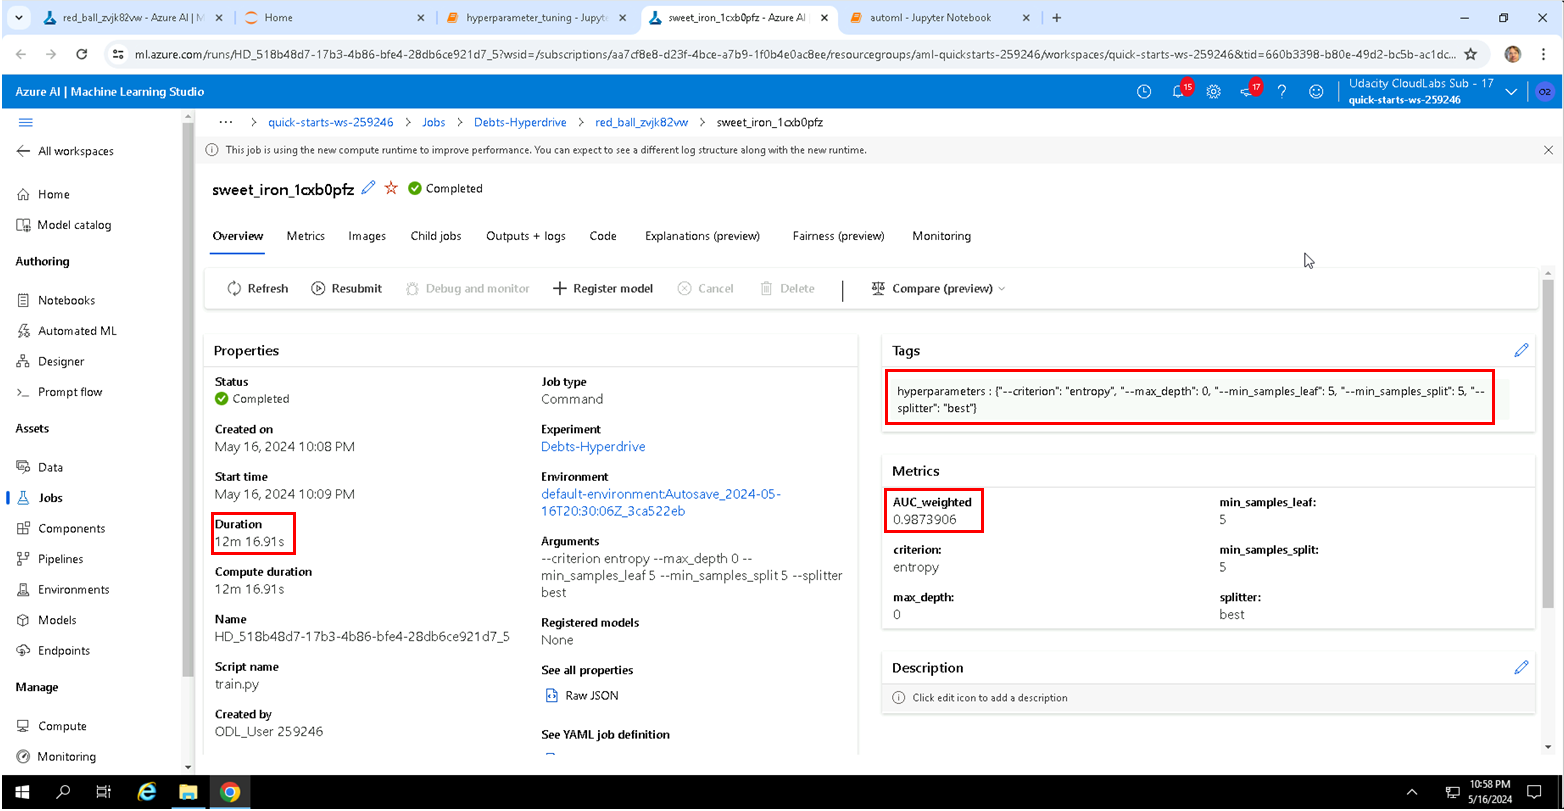 red_ball_zvjk82vw - Azure AI | M
Home
hyperparameter_tuning - Jupyte
sweet_iron_1cxb0pfz - Azure AI
automl - Jupyter Notebook
ml.azure.com/runs/HD_518b48d7-17b3-4b86-bfe4-28db6ce921d7_5?wsid=/subscriptions/aa7cf8e8-d23f-4bce-a7b9-1f0b4e0ac8ee/resourcegroups/aml-quickstarts-259246/workspaces/quick-starts-ws-259246&tid=660b3398-b80e-49d2-bc5b-ac1dc...
Azure AI | Machine Learning Studio
15
17
Udacity CloudLabs Sub - 17
quick-starts-ws-259246
O2
··· > quick-starts-ws-259246 > Jobs > Debts-Hyperdrive > red_ball_zvjk82vw > sweet_iron_1cxb0pfz
This job is using the new compute runtime to improve performance. You can expect to see a different log structure along with the new runtime.
All workspaces
Home
Model catalog
Authoring
Notebooks
Automated ML
Designer
Prompt flow
Assets
Data
Jobs
Components
Pipelines
Environments
Models
Endpoints
Manage
Compute
Monitoring
sweet_iron_1cxb0pfz
Completed
Overview
Metrics
Images
Child jobs
Outputs + logs
Code
Explanations (preview)
Fairness (preview)
Monitoring
Refresh
Resubmit
Debug and monitor
Register model
Cancel
Delete
Compare (preview)
Properties
Status
Completed
Created on
May 16, 2024 10:08 PM
Start time
May 16, 2024 10:09 PM
Duration
12m 16.91s
Compute duration
12m 16.91s
Name
HD_518b48d7-17b3-4b86-bfe4-28db6ce921d7_5
Script name
train.py
Created by
ODL_User 259246
Job type
Command
Experiment
Debts-Hyperdrive
Environment
default-environment:Autosave_2024-05-
16T20:30:06Z_3ca522eb
Arguments
--criterion entropy --max_depth 0 --
min_samples_leaf 5 --min_samples_split 5 --splitter
best
Registered models
None
See all properties
Raw JSON
See YAML job definition
Tags
hyperparameters : {"--criterion": "entropy", "--max_depth": 0, "--min_samples_leaf": 5, "--min_samples_split": 5, "--
splitter": "best"}
Metrics
AUC_weighted
0.9873906
criterion:
entropy
max_depth:
0
min_samples_leaf:
5
min_samples_split:
5
splitter:
best
Description
Click edit icon to add a description
10:58 PM
5/16/2024